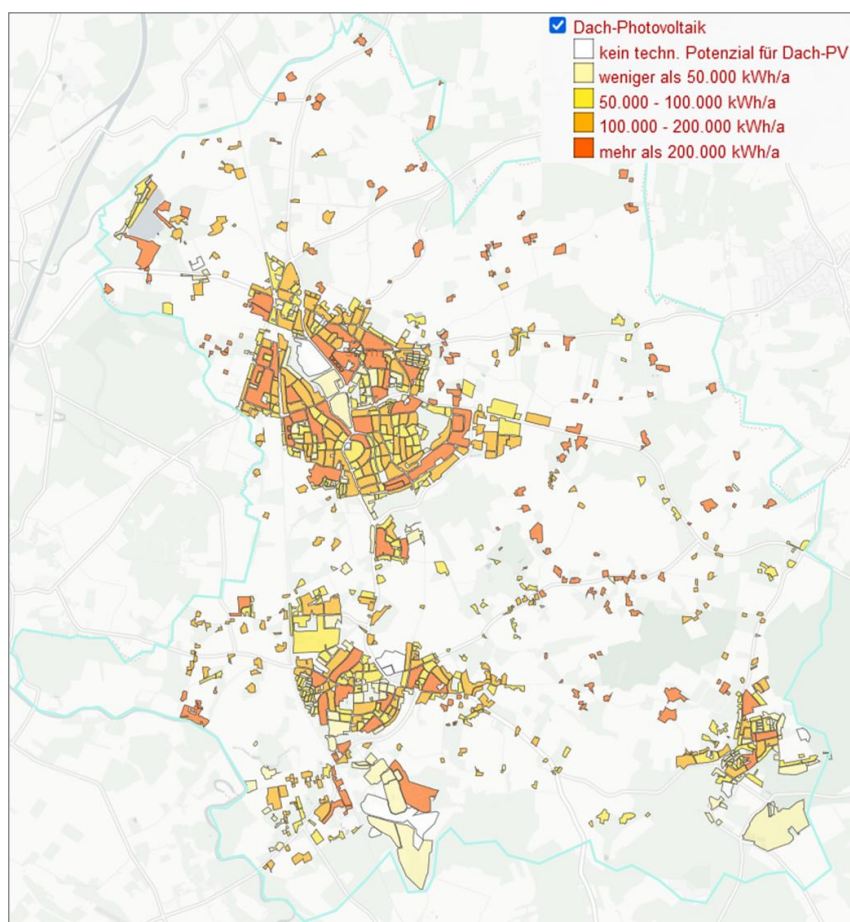 Dach-Photovoltaik
kein techn. Potenzial für Dach-PV
weniger als 50.000 kWh/a
50.000 - 100.000 kWh/a
100.000 - 200.000 kWh/a
mehr als 200.000 kWh/a